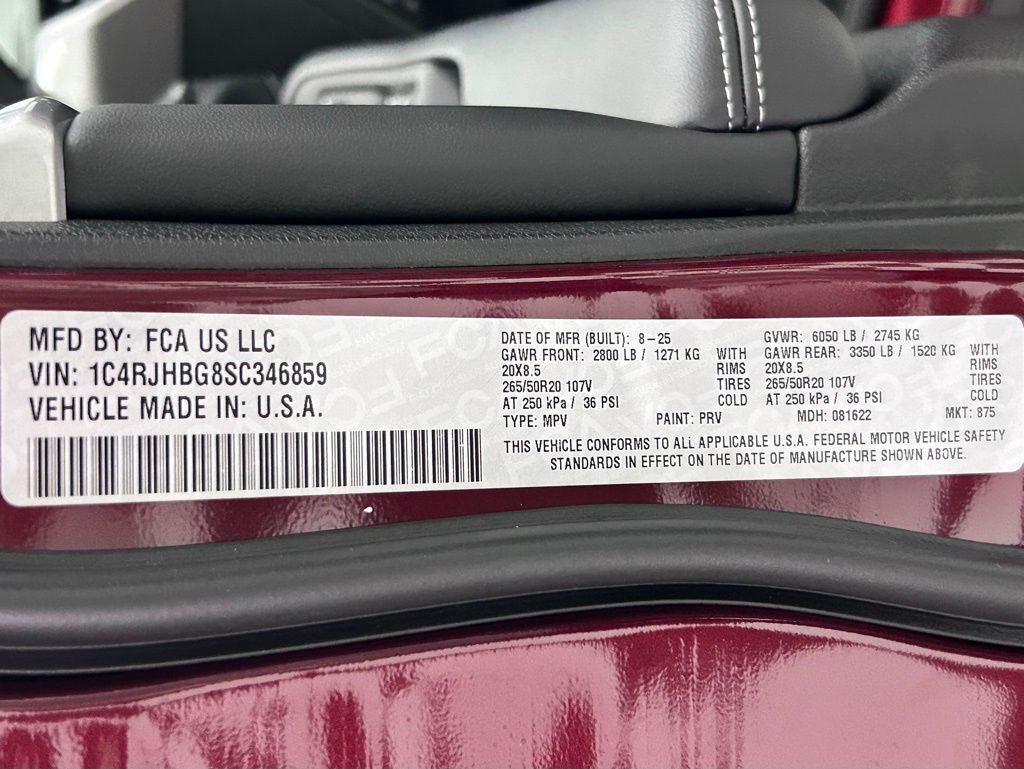 MFD BY: FCA US LLC
VIN: 1C4RJHBG8SC346859
VEHICLE MADE IN: U.S.A.
DATE OF MFR (BUILT): 8-25 GVWR: 6050 LB / 2745 KG
GAWR FRONT: 2800 LB / 1271 KG WITH GAWR REAR: 3350 LB / 1520 KG WITH
20X8.5 RIMS 20X8.5 RIMS
265/50R20 107V TIRES 265/50R20 107V TIRES
AT 250 kPa / 36 PSI COLD AT 250 kPa / 36 PSI COLD
TYPE: MPV PAINT: PRV MDH: 081622 MKT: 875
THIS VEHICLE CONFORMS TO ALL APPLICABLE U.S.A. FEDERAL MOTOR VEHICLE SAFETY
STANDARDS IN EFFECT ON THE DATE OF MANUFACTURE SHOWN ABOVE.